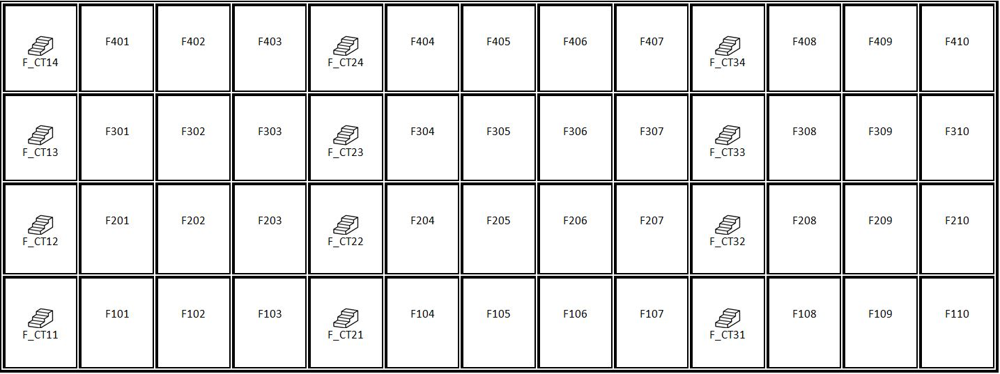 F401 F402 F403 F404 F405 F406 F407 F408 F409 F410
F_CT14 F_CT24 F_CT34
F301 F302 F303 F304 F305 F306 F307 F308 F309 F310
F_CT13 F_CT23 F_CT33
F201 F202 F203 F204 F205 F206 F207 F208 F209 F210
F_CT12 F_CT22 F_CT32
F101 F102 F103 F104 F105 F106 F107 F108 F109 F110
F_CT11 F_CT21 F_CT31